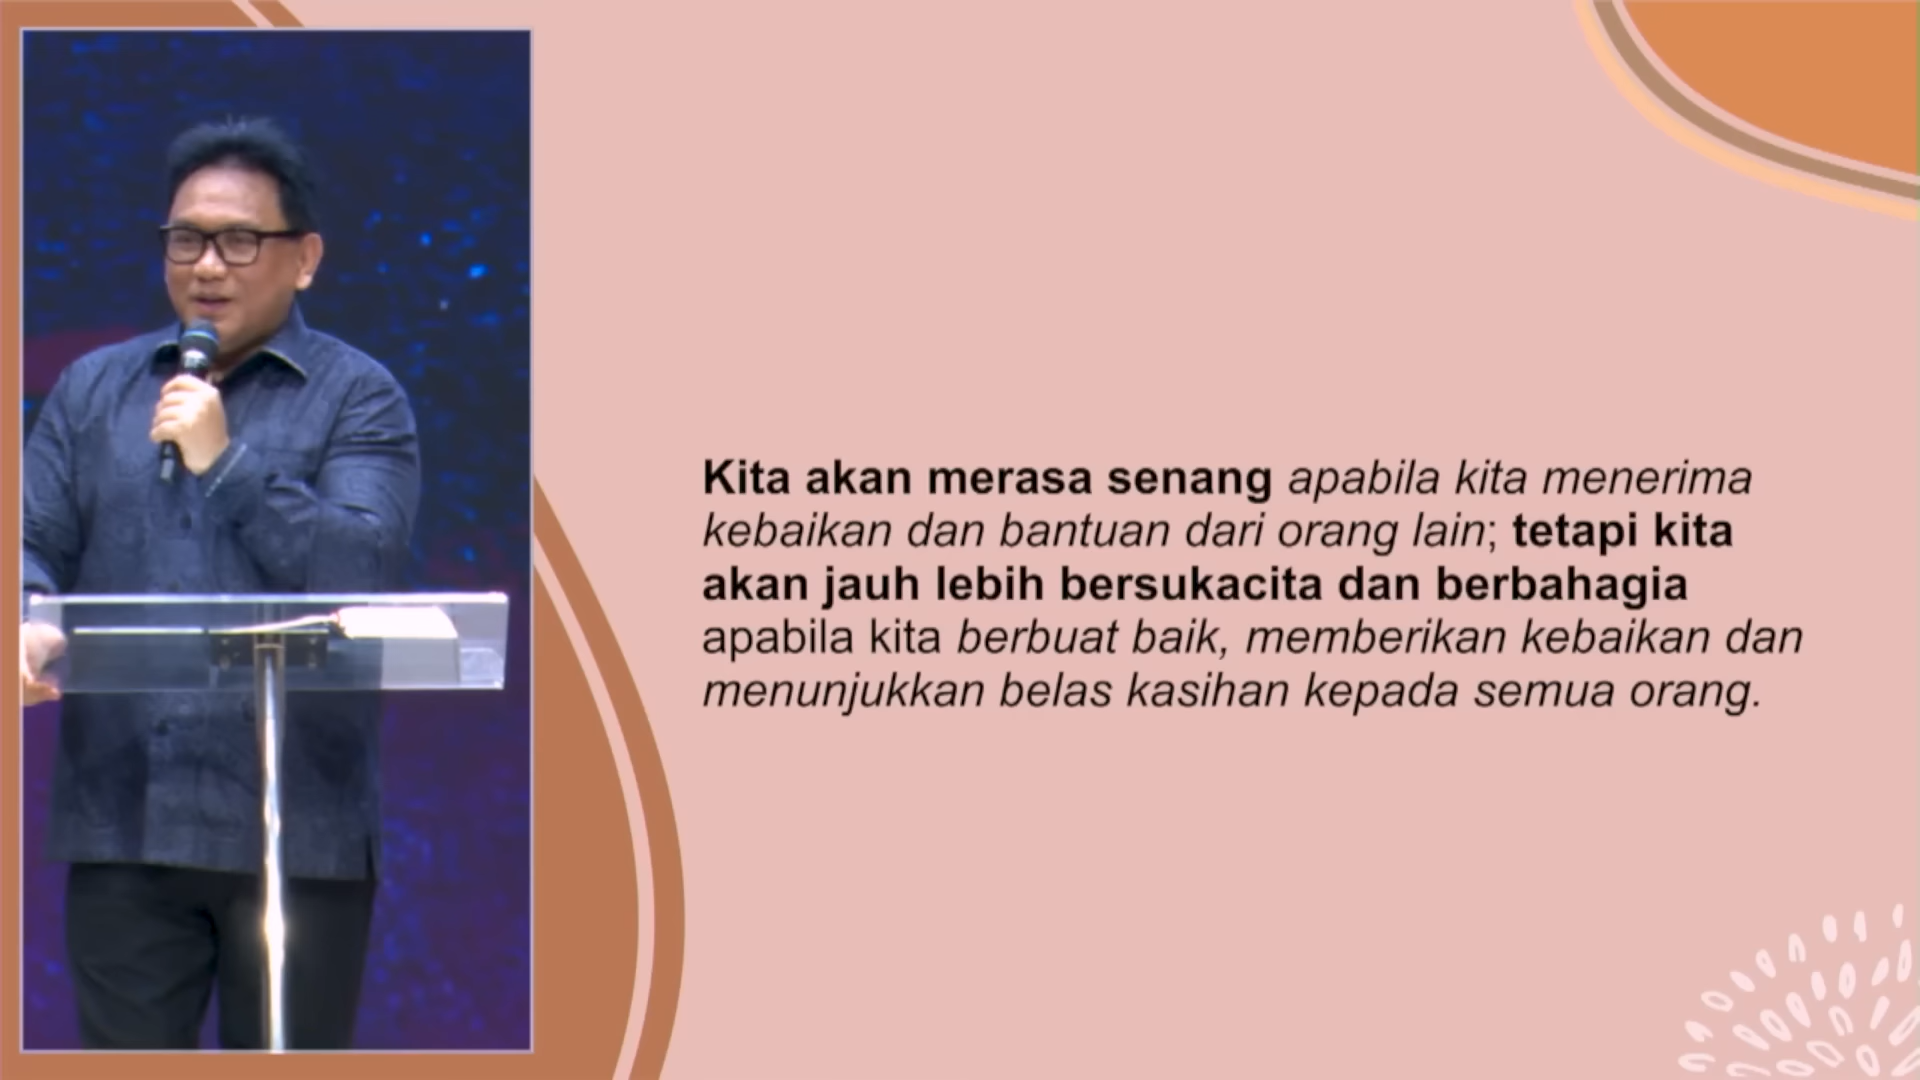 Kita akan merasa senang apabila kita menerima
kebaikan dan bantuan dari orang lain; tetapi kita
akan jauh lebih bersukacita dan berbahagia
apabila kita berbuat baik, memberikan kebaikan dan
menunjukkan belas kasihan kepada semua orang.